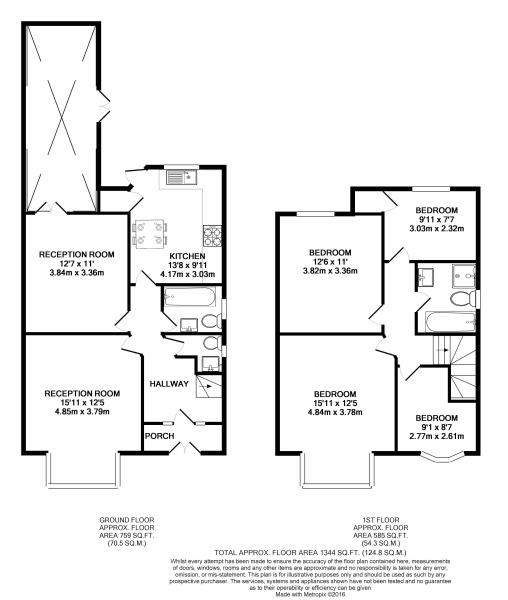 KITCHEN
13'8 x 9'11
4.17m x 3.03m
RECEPTION ROOM
12'7 x 11'
3.84m x 3.36m
RECEPTION ROOM
15'11 x 12'5
4.85m x 3.79m
HALLWAY
PORCH
BEDROOM
9'11 x 7'7
3.03m x 2.32m
BEDROOM
12'6 x 11'
3.82m x 3.36m
BEDROOM
15'11 x 12'5
4.84m x 3.78m
BEDROOM
9'1 x 8'7
2.77m x 2.61m
GROUND FLOOR
APPROX. FLOOR
AREA 759 SQ.FT.
(70.5 SQ.M.)
1ST FLOOR
APPROX. FLOOR
AREA 585 SQ.FT.
(54.3 SQ.M.)
TOTAL APPROX. FLOOR AREA 1344 SQ.FT. (124.8 SQ.M.)
Whilst every attempt has been made to ensure the accuracy of the floor plan contained here, measurements
of doors, windows, rooms and any other items are approximate and no responsibility is taken for any error,
omission, or mis-statement. This plan is for illustrative purposes only and should be used as such by any
prospective purchaser. The services, systems and appliances shown have not been tested and no guarantee
as to their operability or efficiency can be given
Made with Metropix ©2016